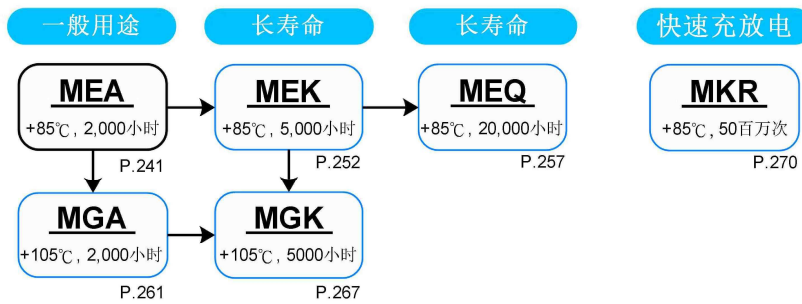 一般用途
长寿命
长寿命
快速充放电
MEA
+85℃, 2,000小时
P.241
MEK
+85℃, 5,000小时
P.252
MEQ
+85℃, 20,000小时
P.257
MKR
+85℃, 50百万次
P.270
MGA
+105℃, 2,000小时
P.261
MGK
+105℃, 5000小时
P.267